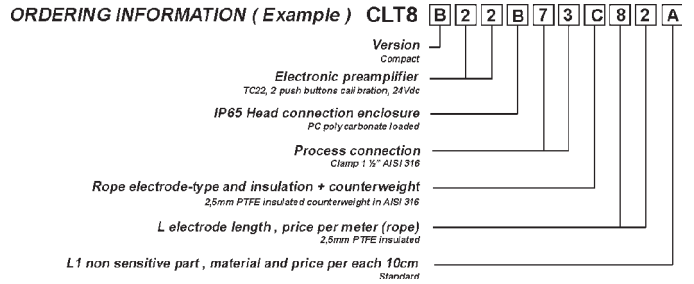 ORDERING INFORMATION ( Example ) CLT8 B 2 2 B 7 3 C 8 2 A
Version
Compact
Electronic preamplifier
TC22, 2 push buttons calibration, 24Vdc
IP65 Head connection enclosure
PC polycarbonate loaded
Process connection
Clamp 1 ½" AISI 316
Rope electrode-type and insulation + counterweight
2,5mm PTFE insulated counterweight in AISI 316
L electrode length , price per meter (rope)
2,5mm PTFE insulated
L1 non sensitive part , material and price per each 10cm
Standard